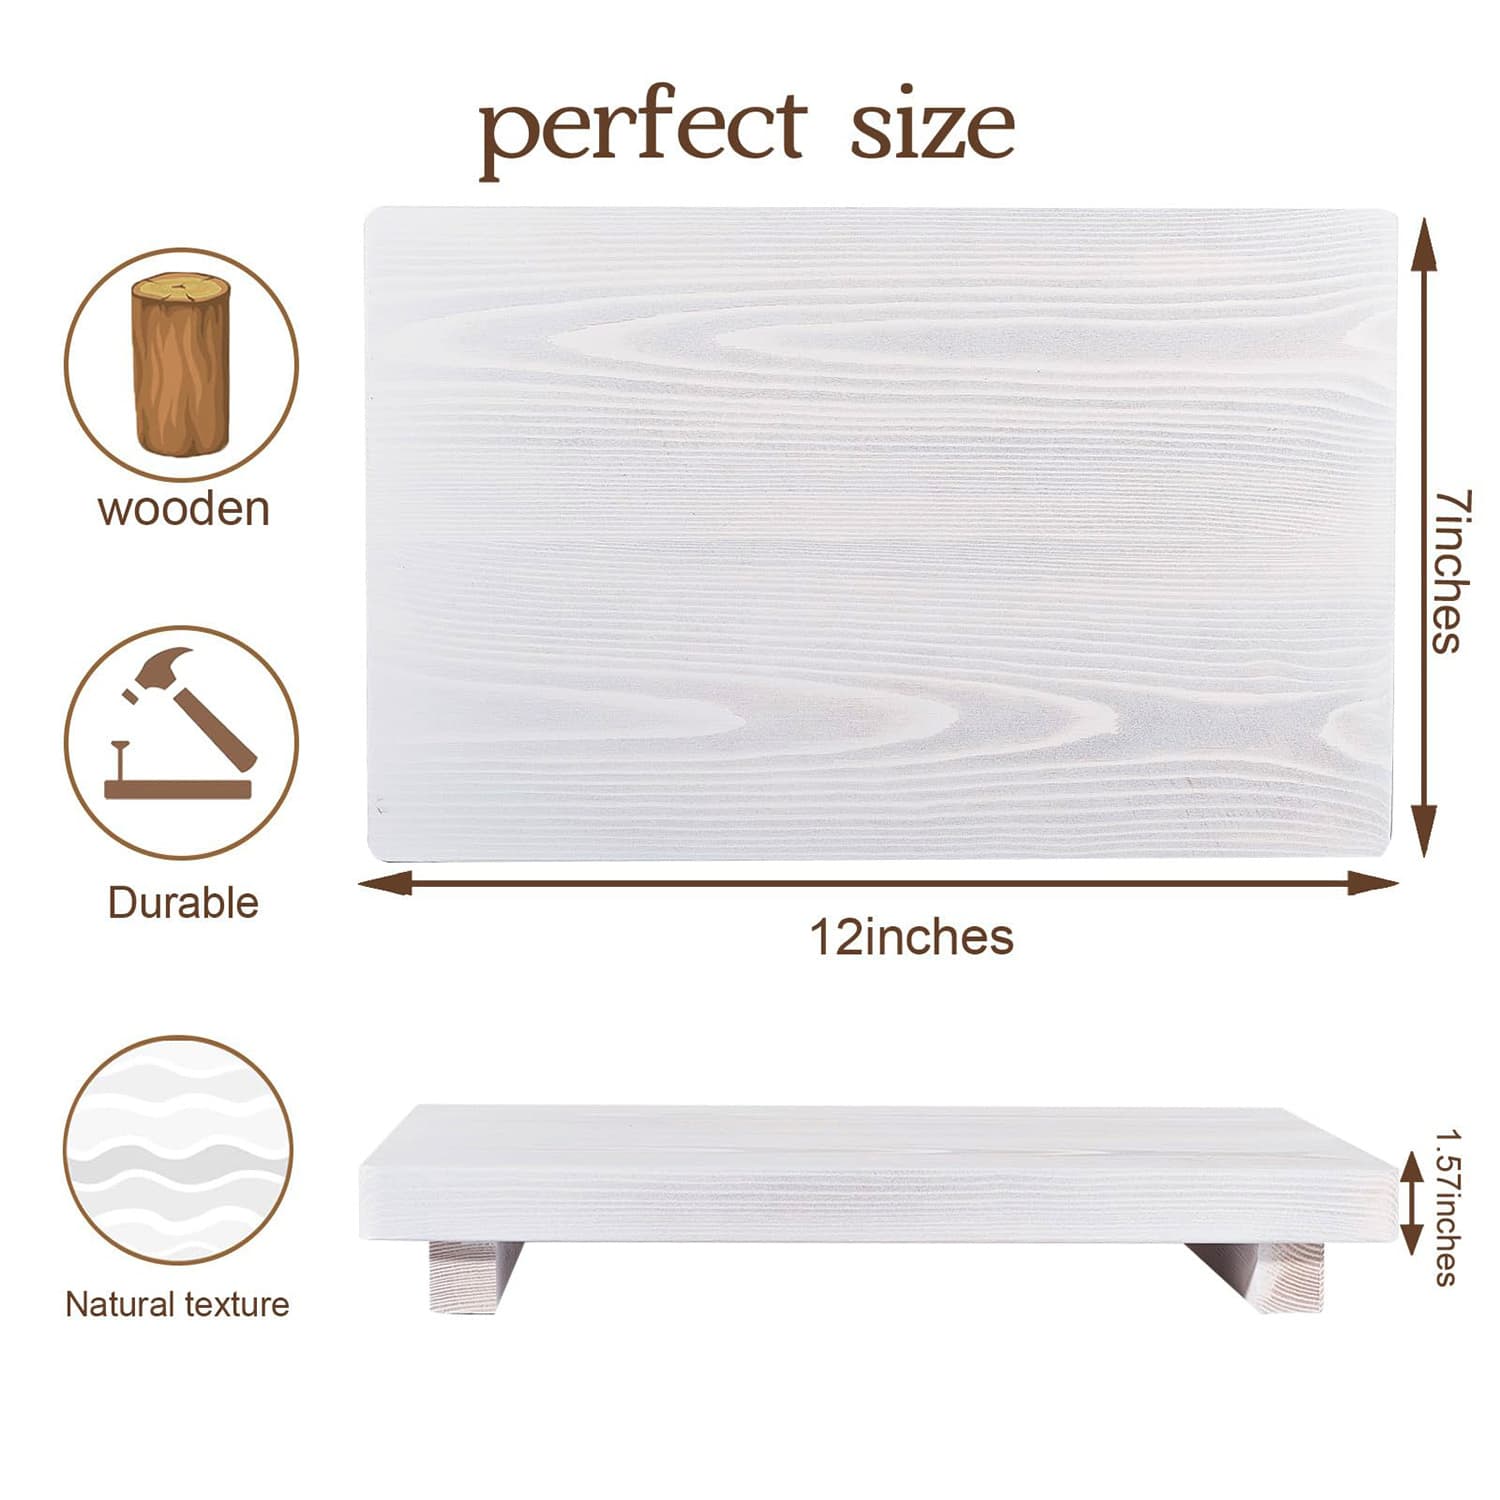 perfect size
wooden
7inches
Durable
12inches
1.57inches
Natural texture